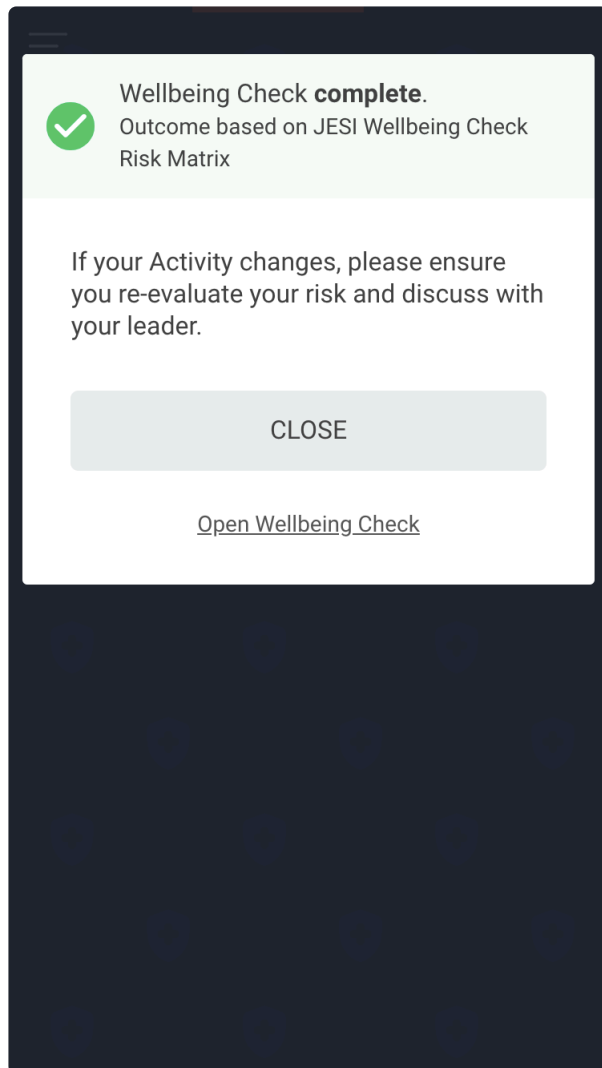 Wellbeing Check complete.
Outcome based on JESI Wellbeing Check
Risk Matrix
If your Activity changes, please ensure
you re-evaluate your risk and discuss with
your leader.
CLOSE
Open Wellbeing Check